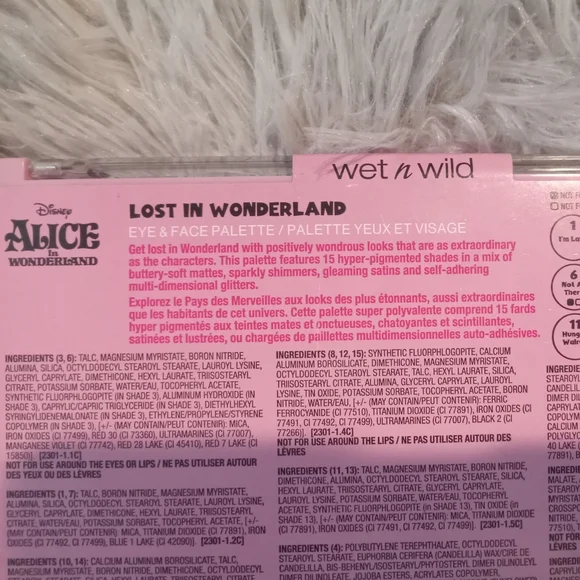 wet n wild
DISNEY
ALICE
in
WONDERLAND
LOST IN WONDERLAND
EYE & FACE PALETTE / PALETTE YEUX ET VISAGE
Get lost in Wonderland with positively wondrous looks that are as extraordinary
as the characters. This palette features 15 hyper-pigmented shades in a mix of
buttery-soft mattes, sparkly shimmers, gleaming satins and self-adhering
multi-dimensional glitters.
Explorez le Pays des Merveilles aux looks des plus étonnants, aussi extraordinaires
que les habitants de cet univers. Cette palette super polyvalente comprend 15 fards
hyper pigmentés aux teintes mates et onctueuses, chatoyantes et scintillantes,
satinées et lustrées, ou chargées de paillettes multidimensionnelles auto-adhésives.
INGREDIENTS (3, 6): TALC, MAGNESIUM MYRISTATE, BORON NITRIDE,
ALUMINA, SILICA, OCTYLDODECYL STEAROYL STEARATE, LAUROYL LYSINE,
GLYCERYL CAPRYLATE, DIMETHICONE, HEXYL LAURATE, TRIISOSTEARYL
CITRATE, POTASSIUM SORBATE, WATER/EAU, TOCOPHERYL ACETATE,
SYNTHETIC FLUORPHLOGOPITE (IN SHADE 3), ALUMINUM HYDROXIDE (IN
SHADE 3), CAPRYLIC/CAPRIC TRIGLYCERIDE (IN SHADE 3), DIETHYLHEXYL
SYRINGYLIDENEMALONATE (IN SHADE 3), ETHYLENE/PROPYLENE/STYRENE
COPOLYMER (IN SHADE 3), [+/- (MAY CONTAIN/PEUT CONTENIR): MICA,
IRON OXIDES (CI 77499), RED 30 (CI 73360), ULTRAMARINES (CI 77007),
MANGANESE VIOLET (CI 77742), RED 28 LAKE (CI 45410), RED 7 LAKE (CI
15850)]. [2301-1.1C]
NOT FOR USE AROUND THE EYES OR LIPS / NE PAS UTILISER AUTOUR
DES YEUX OU DES LÈVRES
INGREDIENTS (1, 7): TALC, BORON NITRIDE, MAGNESIUM MYRISTATE,
ALUMINA, SILICA, OCTYLDODECYL STEAROYL STEARATE, LAUROYL LYSINE,
GLYCERYL CAPRYLATE, DIMETHICONE, HEXYL LAURATE, TRIISOSTEARYL
CITRATE, WATER/EAU, POTASSIUM SORBATE, TOCOPHERYL ACETATE, [+/-
(MAY CONTAIN/PEUT CONTENIR): MICA, TITANIUM DIOXIDE (CI 77891), IRON
OXIDES (CI 77492, CI 77499), BLUE 1 LAKE (CI 42090)]. [2301-1.2C]
INGREDIENTS (10, 14): CALCIUM ALUMINUM BOROSILICATE, TALC,
MAGNESIUM MYRISTATE, BORON NITRIDE, DIMETHICONE, ALUMINA,
OCTYLDODECYL STEAROYL STEARATE, SILICA, HEXYL LAURATE,
INGREDIENTS (8, 12, 15): SYNTHETIC FLUORPHLOGOPITE, CALCIUM
ALUMINUM BOROSILICATE, DIMETHICONE, MAGNESIUM MYRISTATE,
OCTYLDODECYL STEAROYL STEARATE, TALC, HEXYL LAURATE, SILICA,
TRIISOSTEARYL CITRATE, ALUMINA, GLYCERYL CAPRYLATE, LAUROYL
LYSINE, TIN OXIDE, POTASSIUM SORBATE, TOCOPHERYL ACETATE, BORON
NITRIDE, WATER/EAU, [+/- (MAY CONTAIN/PEUT CONTENIR): FERRIC
FERROCYANIDE (CI 77510), TITANIUM DIOXIDE (CI 77891), IRON OXIDES (CI
77491, CI 77492, CI 77499), ULTRAMARINES (CI 77007), BLACK 2 (CI
77266)]. [2301-1.4C]
NOT FOR USE AROUND THE LIPS / NE PAS UTILISER AUTOUR DES
LÈVRES
INGREDIENTS (11, 13): TALC, MAGNESIUM MYRISTATE, BORON NITRIDE,
DIMETHICONE, ALUMINA, OCTYLDODECYL STEAROYL STEARATE, SILICA,
HEXYL LAURATE, TRIISOSTEARYL CITRATE, GLYCERYL CAPRYLATE,
LAUROYL LYSINE, POTASSIUM SORBATE, WATER/EAU, TOCOPHERYL
ACETATE, SYNTHETIC FLUORPHLOGOPITE (IN SHADE 13), TIN OXIDE (IN
SHADE 13), [+/- (MAY CONTAIN/PEUT CONTENIR): MICA, TITANIUM DIOXIDE
(CI 77891), IRON OXIDES (CI 77491, CI 77499)]. [2301-1.5C]
INGREDIENTS (4): POLYBUTYLENE TEREPHTHALATE, OCTYLDODECYL
STEAROYL STEARATE, EUPHORBIA CERIFERA (CANDELILLA) WAX/CIRE DE
CANDELILLA, BIS-BEHENYL/ISOSTEARYL/PHYTOSTERYL DIMER DILINOLEYL
DIMER DILINOLEATE, JOJOBA ESTERS, ACRYLATES COPOLYMER,
NOT F
1
I'm La
6
Not A
Ther
11